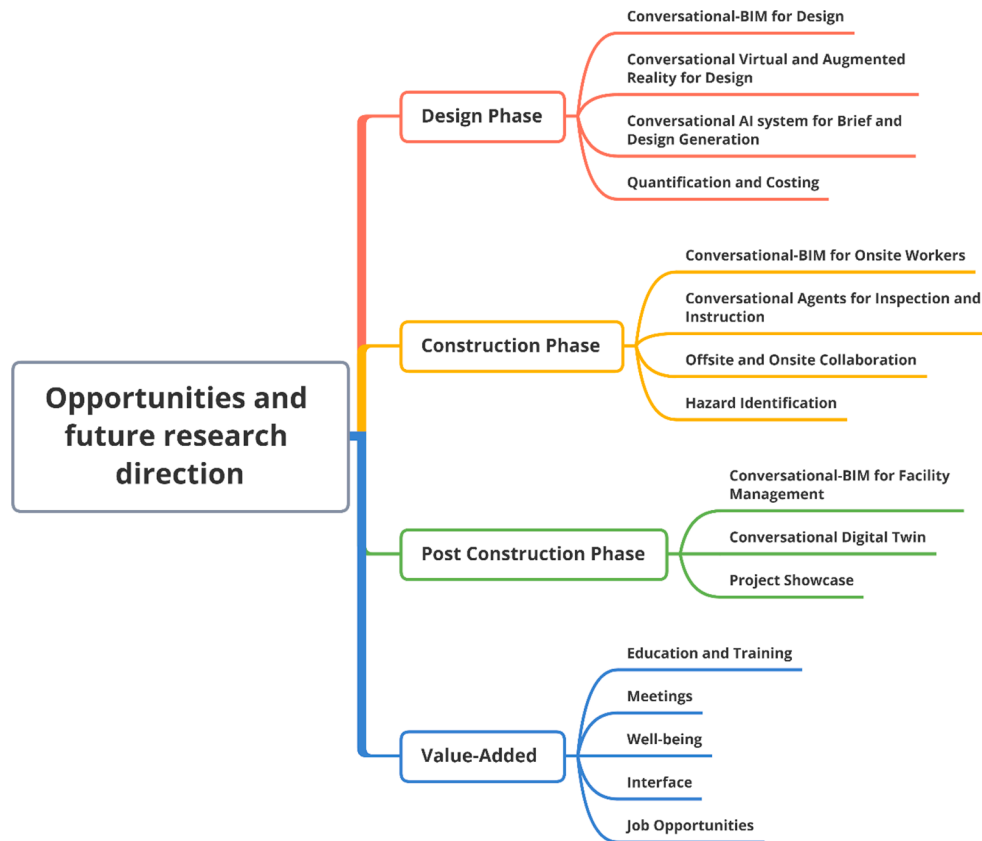 Opportunities and
future research
direction
Design Phase
Conversational-BIM for Design
Conversational Virtual and Augmented
Reality for Design
Conversational AI system for Brief and
Design Generation
Quantification and Costing
Construction Phase
Conversational-BIM for Onsite Workers
Conversational Agents for Inspection and
Instruction
Offsite and Onsite Collaboration
Hazard Identification
Post Construction Phase
Conversational-BIM for Facility
Management
Conversational Digital Twin
Project Showcase
Value-Added
Education and Training
Meetings
Well-being
Interface
Job Opportunities